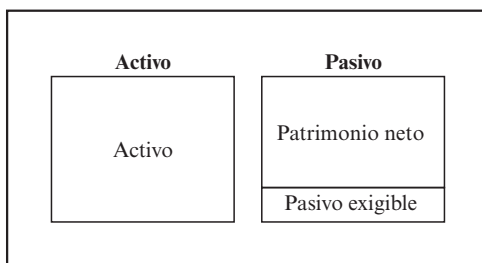 Activo
Pasivo
Activo
Patrimonio neto
Pasivo exigible